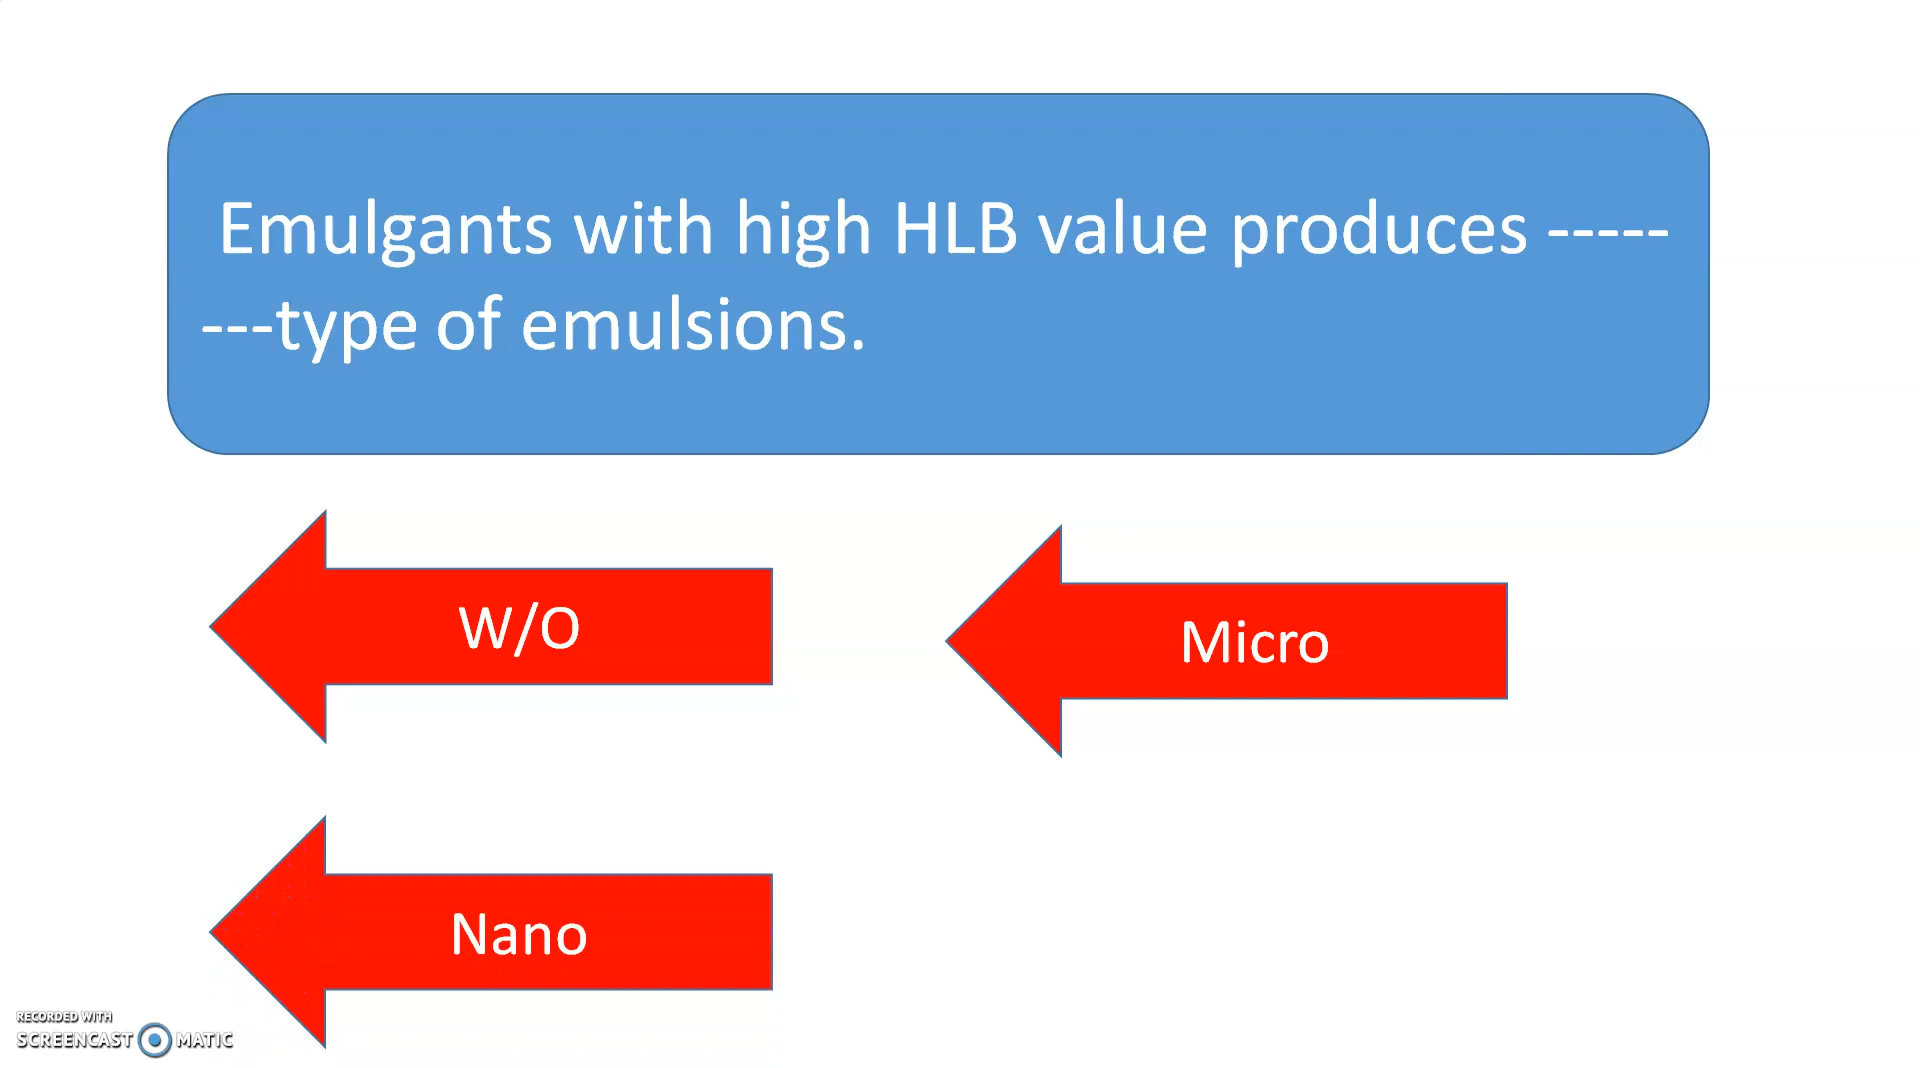 Emulgants with high HLB value produces -----
---type of emulsions.
W/O
Micro
Nano
RECORDED WITH
SCREENCAST MATIC